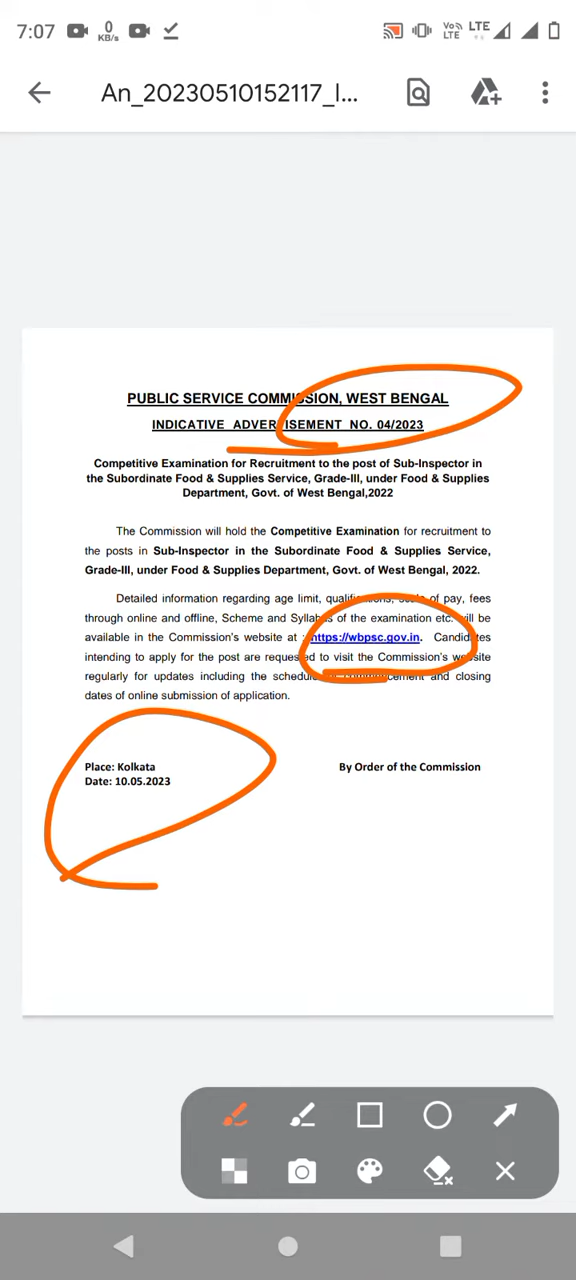 7:07
0
KB/s
Vo))
LTE
LTE
An_20230510152117_I...
PUBLIC SERVICE COMMISSION, WEST BENGAL
INDICATIVE ADVERTISEMENT NO. 04/2023
Competitive Examination for Recruitment to the post of Sub-Inspector in
the Subordinate Food & Supplies Service, Grade-III, under Food & Supplies
Department, Govt. of West Bengal,2022
The Commission will hold the Competitive Examination for recruitment to
the posts in Sub-Inspector in the Subordinate Food & Supplies Service,
Grade-III, under Food & Supplies Department, Govt. of West Bengal, 2022.
Detailed information regarding age limit, qualifications, scale of pay, fees
through online and offline, Scheme and Syllabus of the examination etc. will be
available in the Commission's website at : https://wbpsc.gov.in. Candidates
intending to apply for the post are requested to visit the Commission's website
regularly for updates including the schedule of commencement and closing
dates of online submission of application.
Place: Kolkata
Date: 10.05.2023
By Order of the Commission